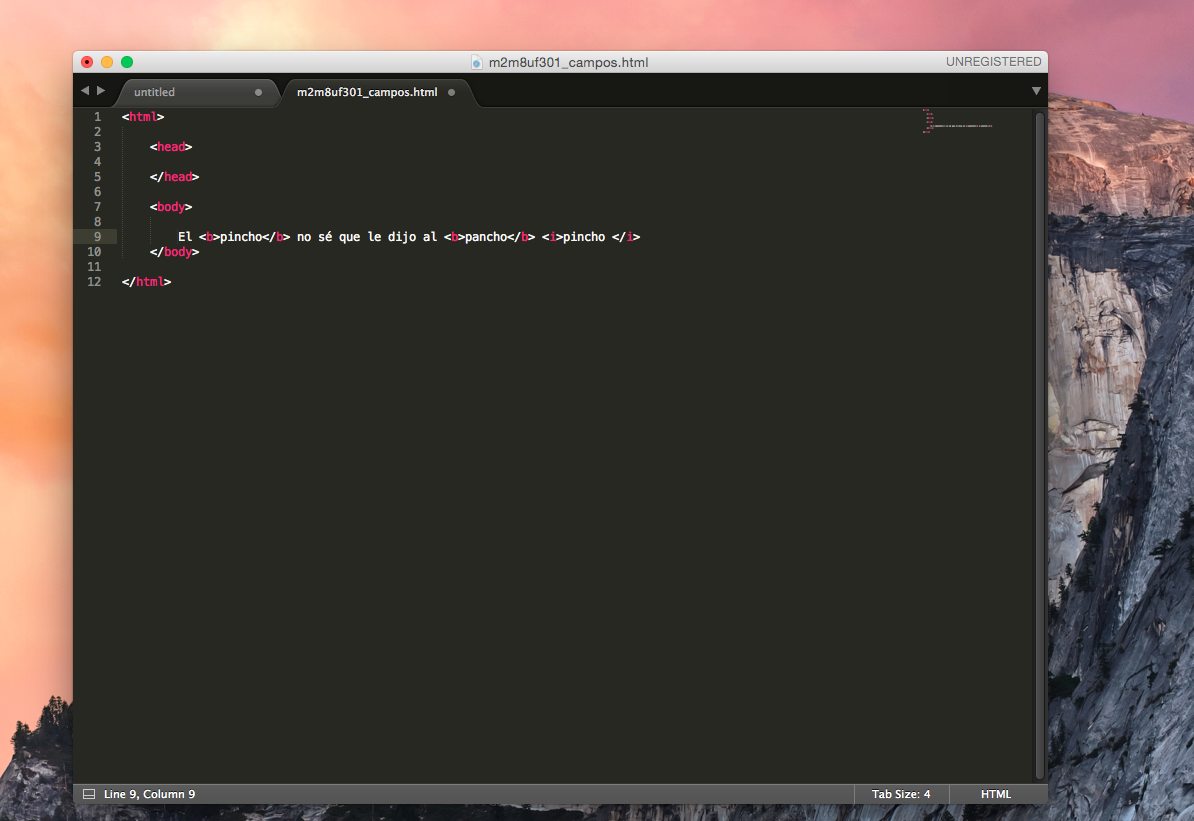 m2m8uf301_campos.html UNREGISTERED
untitled m2m8uf301_campos.html
1 <html>
2
3 <head>
4
5 </head>
6
7 <body>
8
9 El <b>pincho</b> no sé que le dijo al <b>pancho</b> <i>pincho </i>
10 </body>
11
12 </html>
Line 9, Column 9 Tab Size: 4 HTML